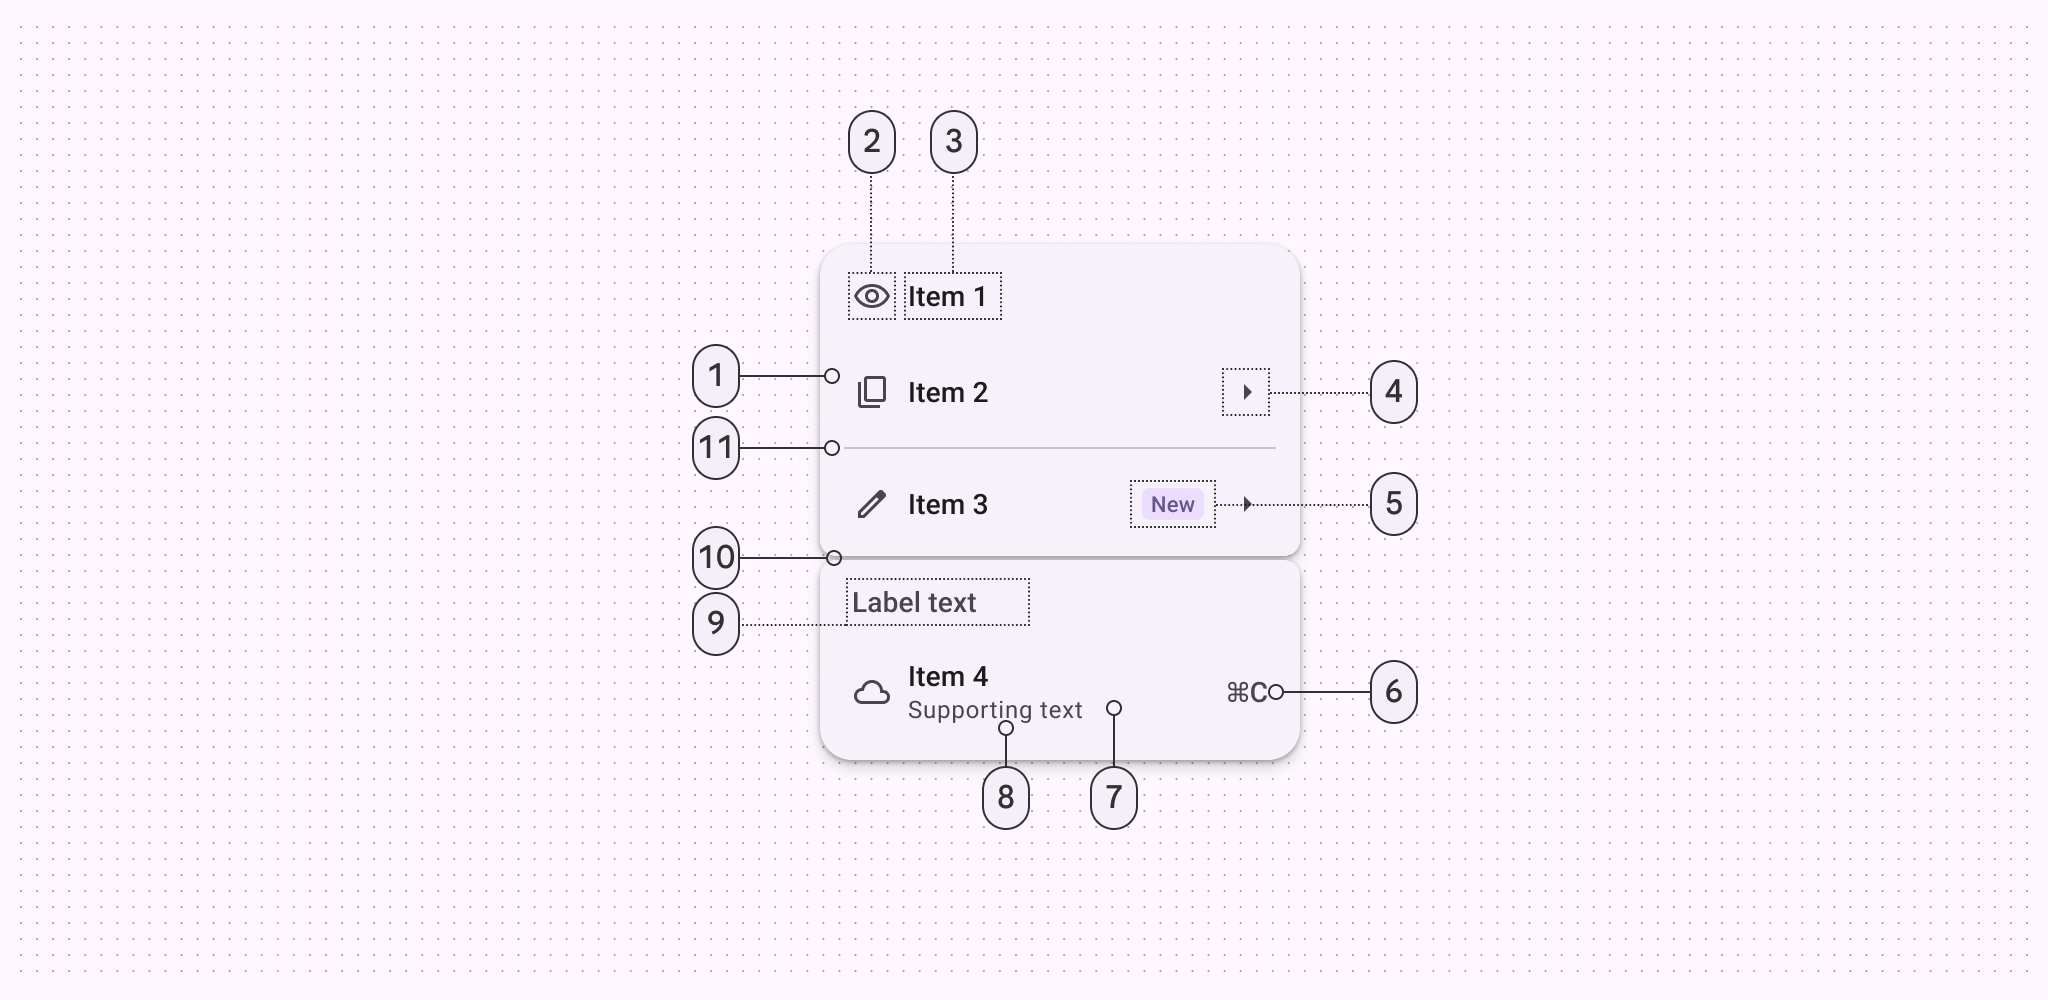 2 3
Item 1
1 Item 2 4
11
Item 3 New 5
10
Label text
9
Item 4 ⌘C 6
Supporting text
8 7